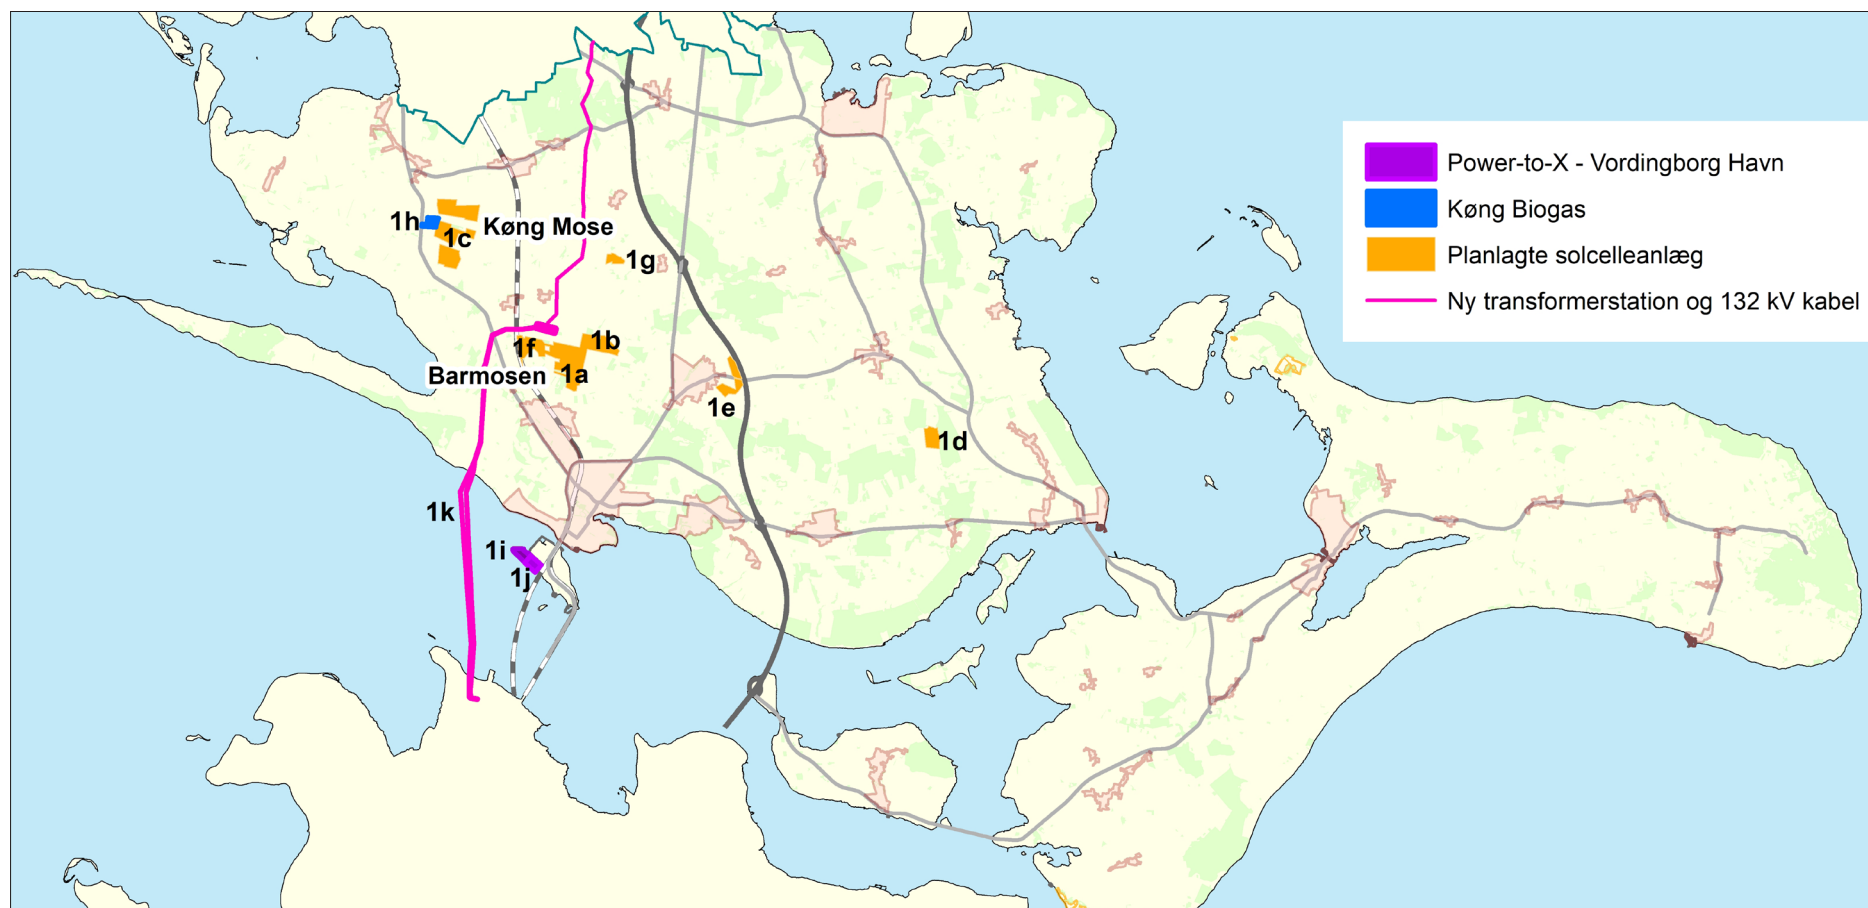 Power-to-X - Vordingborg Havn
Køng Biogas
Planlagte solcelleanlæg
Ny transformerstation og 132 kV kabel
1h
1c
Køng Mose
1g
1f
1b
1a
Barmosen
1e
1d
1k
1i
1j